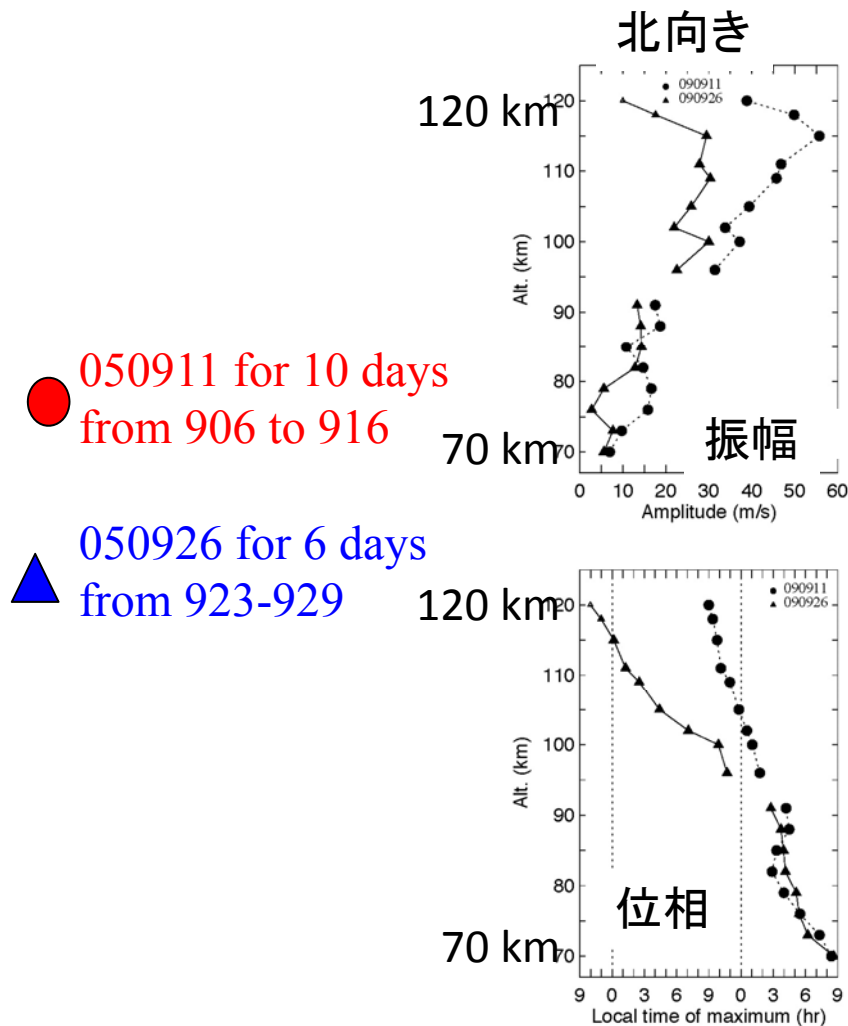 北向き
120 km
090911
090926
120
110
100
90
80
70
Alt. (km)
70 km
振幅
0 10 20 30 40 50 60
Amplitude (m/s)
050911 for 10 days
from 906 to 916
050926 for 6 days
from 923-929
120 km
090911
090926
120
110
100
90
80
70
Alt. (km)
位相
70 km
9 0 3 6 9 0 3 6 9
Local time of maximum (hr)